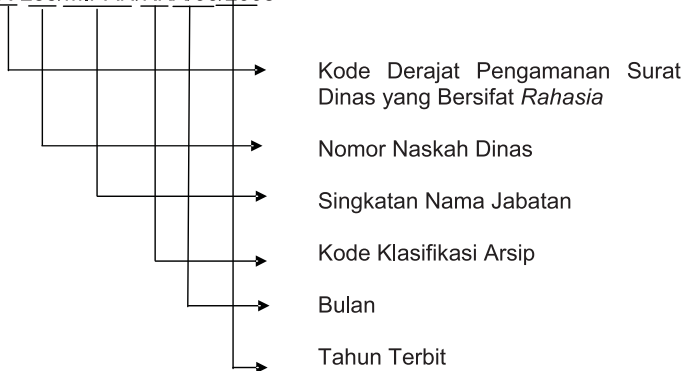 Kode Derajat Pengamanan Surat
Dinas yang Bersifat Rahasia
Nomor Naskah Dinas
Singkatan Nama Jabatan
Kode Klasifikasi Arsip
Bulan
Tahun Terbit